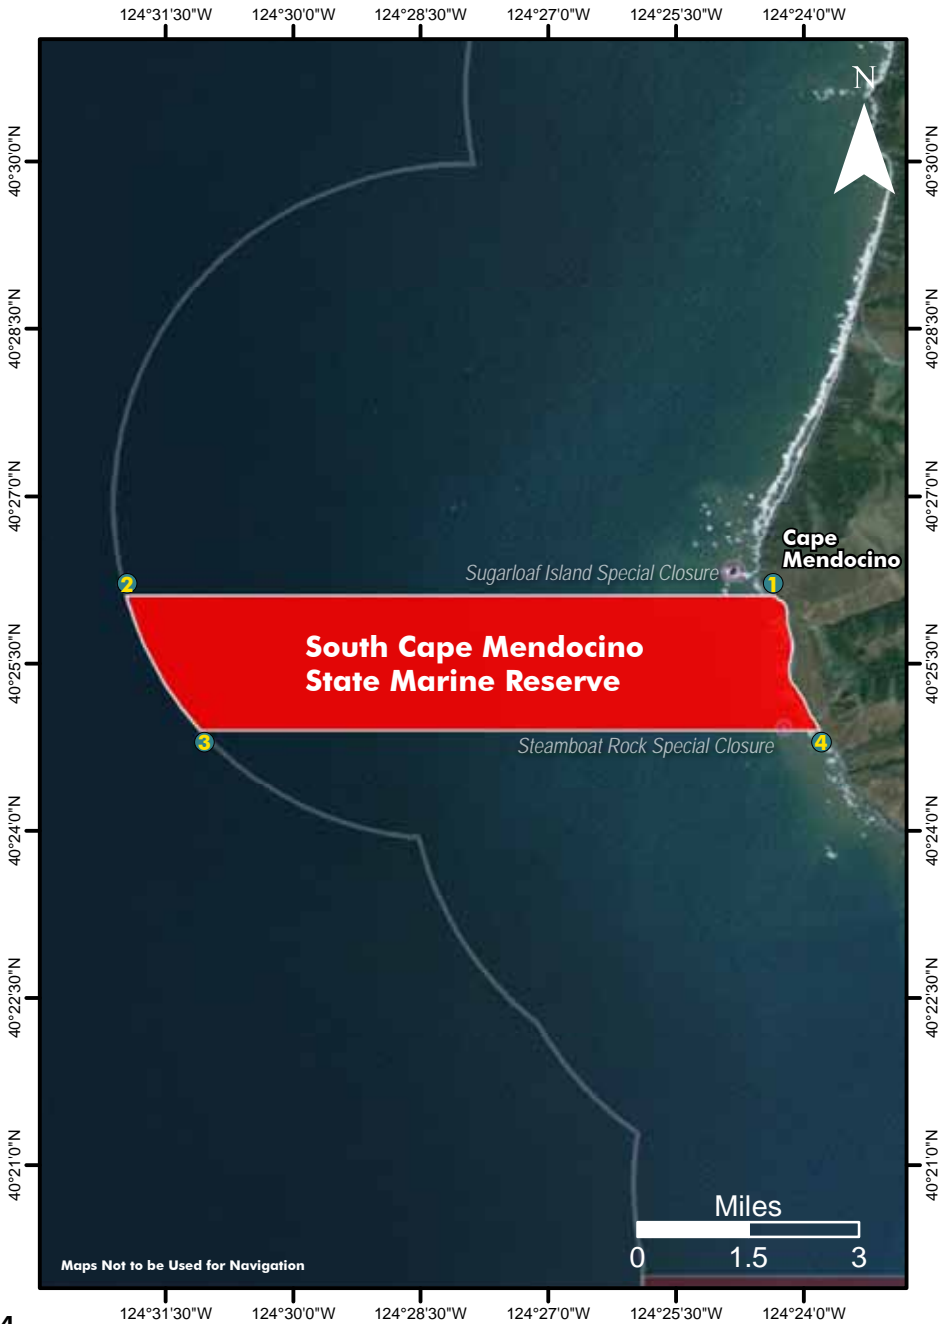 124°31'30"W 124°30'0"W 124°28'30"W 124°27'0"W 124°25'30"W 124°24'0"W
N
40°30'0"N 40°30'0"N
40°28'30"N 40°28'30"N
40°27'0"N 40°27'0"N
Cape
Mendocino
Sugarloaf Island Special Closure
2 1
South Cape Mendocino
State Marine Reserve
40°25'30"N 40°25'30"N
3 4
Steamboat Rock Special Closure
40°24'0"N 40°24'0"N
40°22'30"N 40°22'30"N
40°21'0"N 40°21'0"N
Miles
0 1.5 3
Maps Not to be Used for Navigation
124°31'30"W 124°30'0"W 124°28'30"W 124°27'0"W 124°25'30"W 124°24'0"W
4